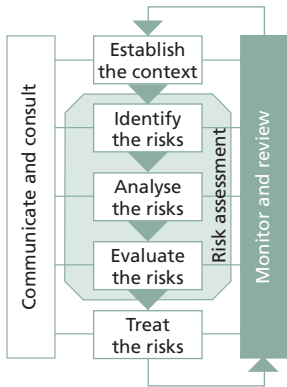 Communicate and consult
Establish
the context
Identify
the risks
Analyse
the risks
Evaluate
the risks
Treat
the risks
Risk assessment
Monitor and review